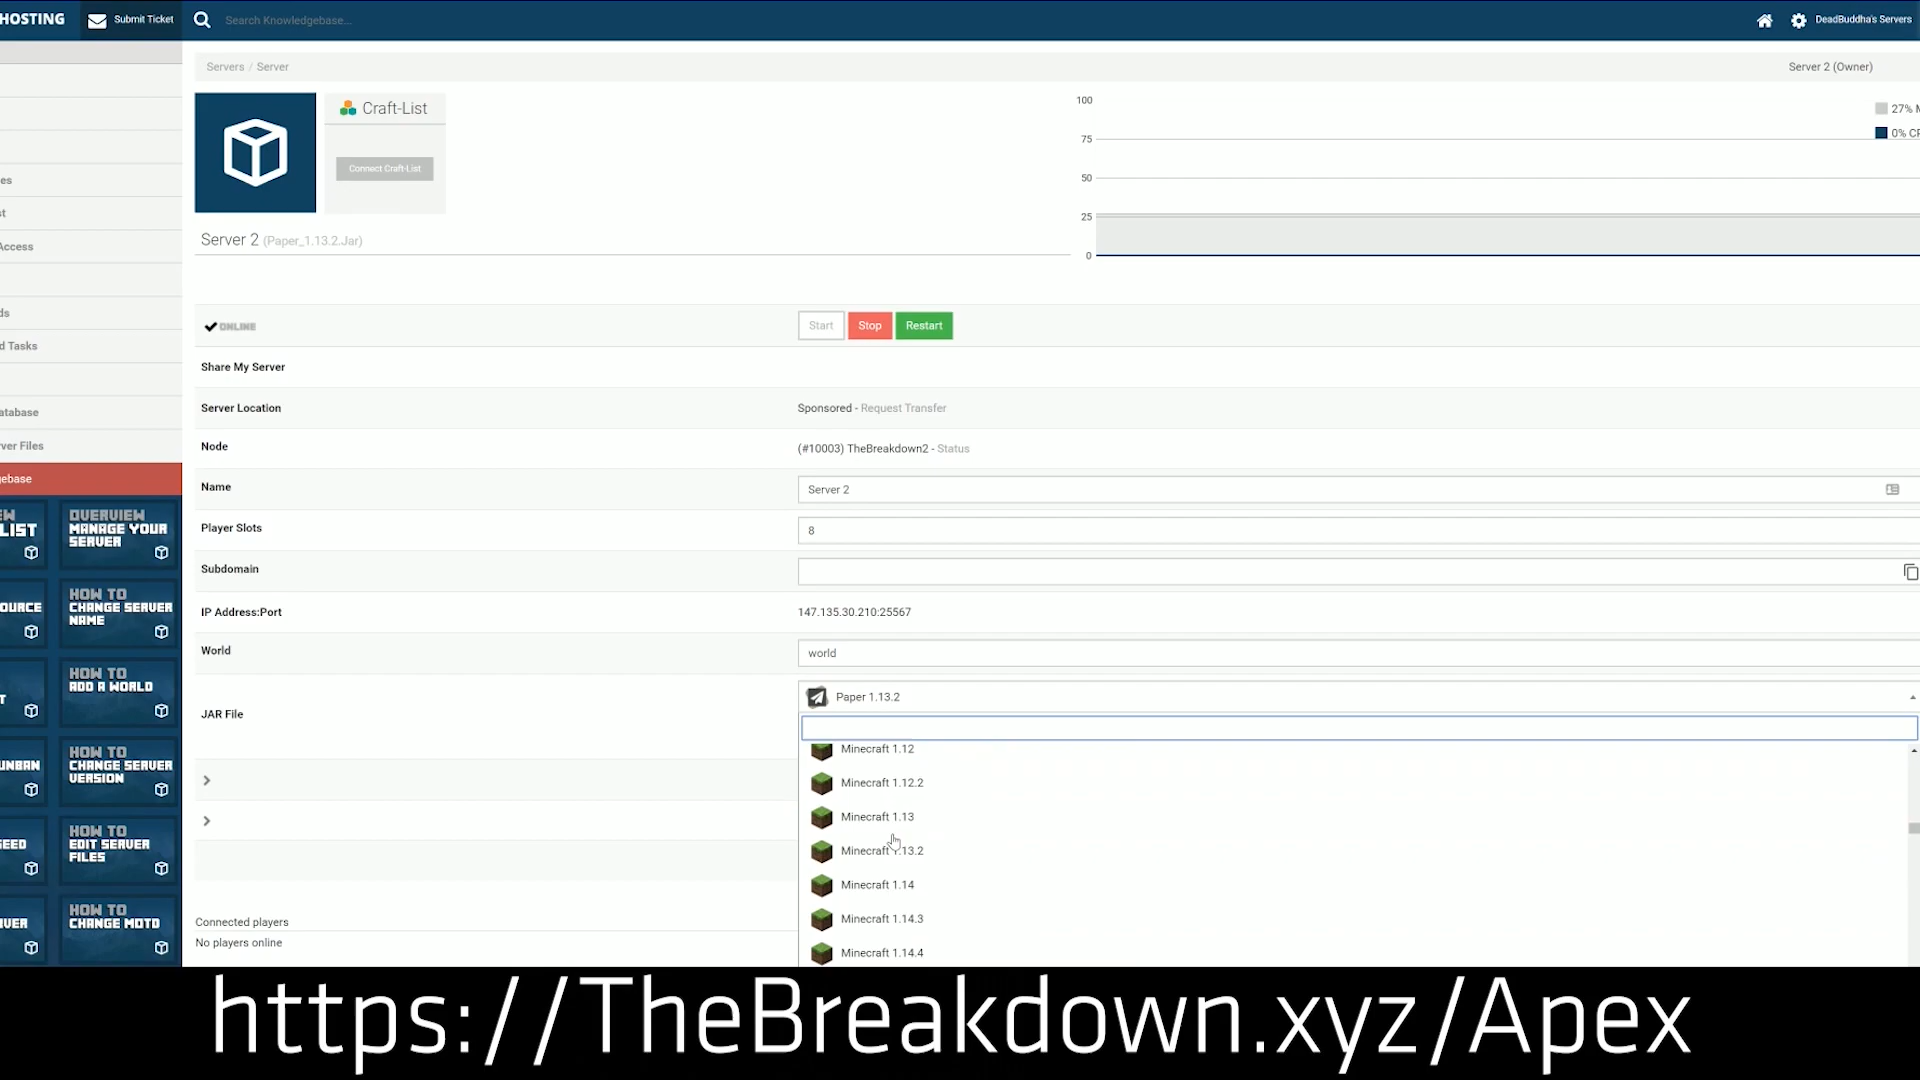 HOSTING
Submit Ticket
Search Knowledgebase...
DeadBuddha's Servers
Servers / Server
Server 2 (Owner)
Craft-List
Connect Craft-List
100
75
50
25
0
27% M
0% CP
Server 2 (Paper_1.13.2.Jar)
es
st
Access
ds
d Tasks
atabase
ver Files
gebase
ONLINE
Start
Stop
Restart
Share My Server
Server Location
Sponsored - Request Transfer
Node
(#10003) TheBreakdown2 - Status
Name
Server 2
Player Slots
8
Subdomain
IP Address:Port
147.135.30.210:25567
World
world
JAR File
Paper 1.13.2
Minecraft 1.12
Minecraft 1.12.2
Minecraft 1.13
Minecraft 1.13.2
Minecraft 1.14
Minecraft 1.14.3
Minecraft 1.14.4
EW
LIST
OVERVIEW
MANAGE YOUR
SERVER
OURCE
HOW TO
CHANGE SERVER
NAME
T
HOW TO
ADD A WORLD
UNBAN
HOW TO
CHANGE SERVER
VERSION
SEED
HOW TO
EDIT SERVER
FILES
VER
HOW TO
CHANGE MOTD
Connected players
No players online
https://TheBreakdown.xyz/Apex